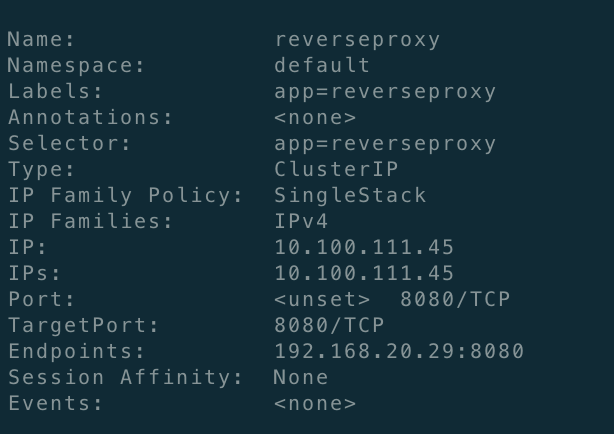 Name: reverseproxy
Namespace: default
Labels: app=reverseproxy
Annotations: <none>
Selector: app=reverseproxy
Type: ClusterIP
IP Family Policy: SingleStack
IP Families: IPv4
IP: 10.100.111.45
IPs: 10.100.111.45
Port: <unset> 8080/TCP
TargetPort: 8080/TCP
Endpoints: 192.168.20.29:8080
Session Affinity: None
Events: <none>